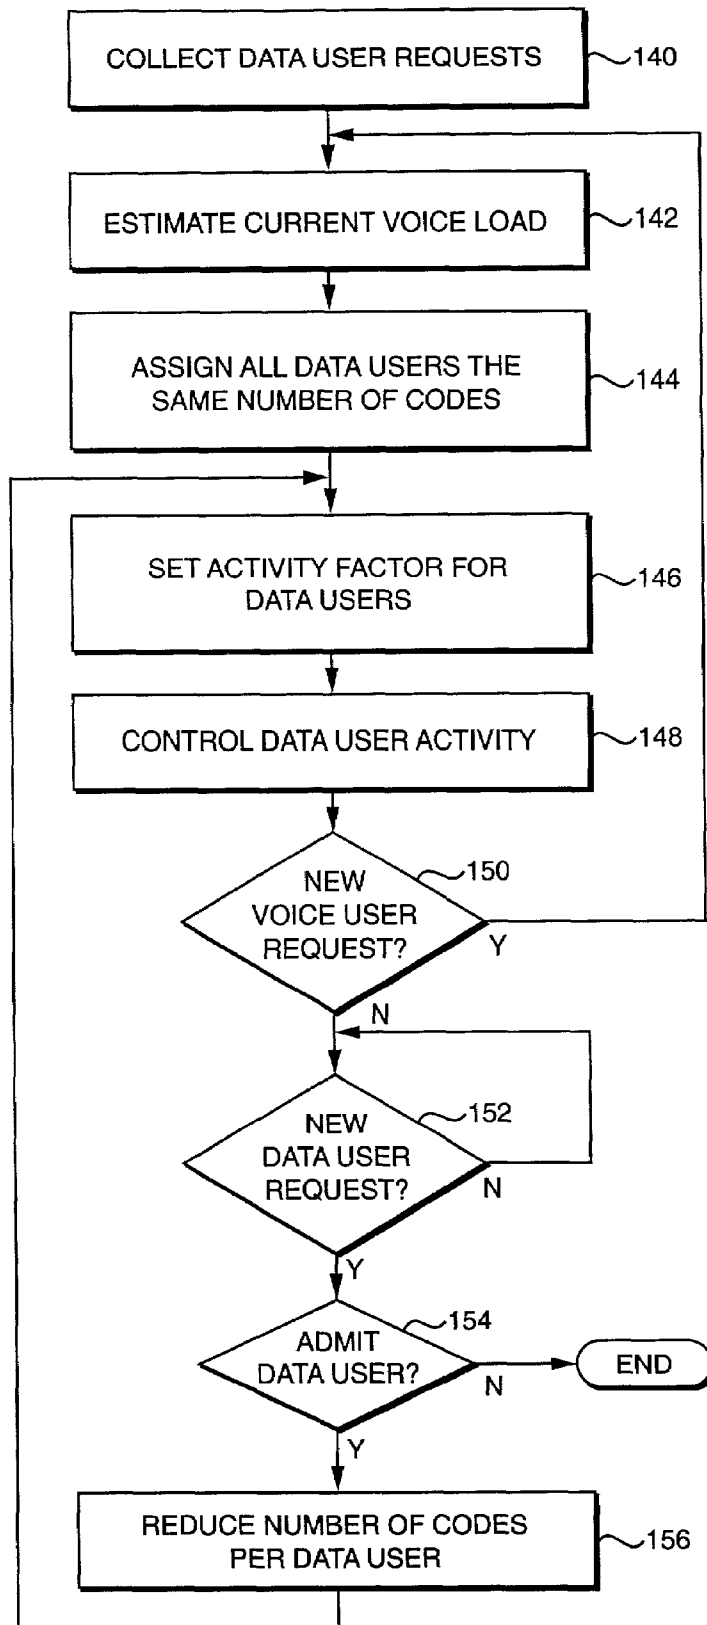 COLLECT DATA USER REQUESTS
140
ESTIMATE CURRENT VOICE LOAD
142
ASSIGN ALL DATA USERS THE
SAME NUMBER OF CODES
144
SET ACTIVITY FACTOR FOR
DATA USERS
146
CONTROL DATA USER ACTIVITY
148
150
NEW
VOICE USER
REQUEST?
Y
N
152
NEW
DATA USER
REQUEST?
N
Y
154
ADMIT
DATA USER?
N
END
Y
REDUCE NUMBER OF CODES
PER DATA USER
156